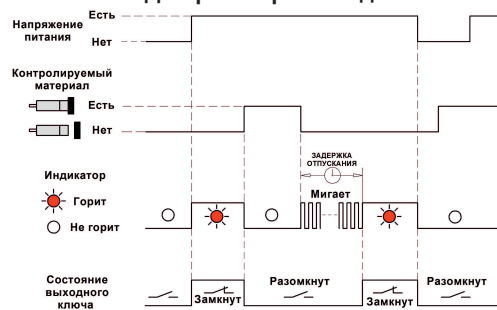 Напряжение
питания
Есть
Нет
Контролируемый
материал
Есть
Нет
Индикатор
Горит
Не горит
ЗАДЕРЖКА
ОТПУСКАНИЯ
Мигает
Состояние
выходного
ключа
Замкнут
Разомкнут
Замкнут
Разомкнут